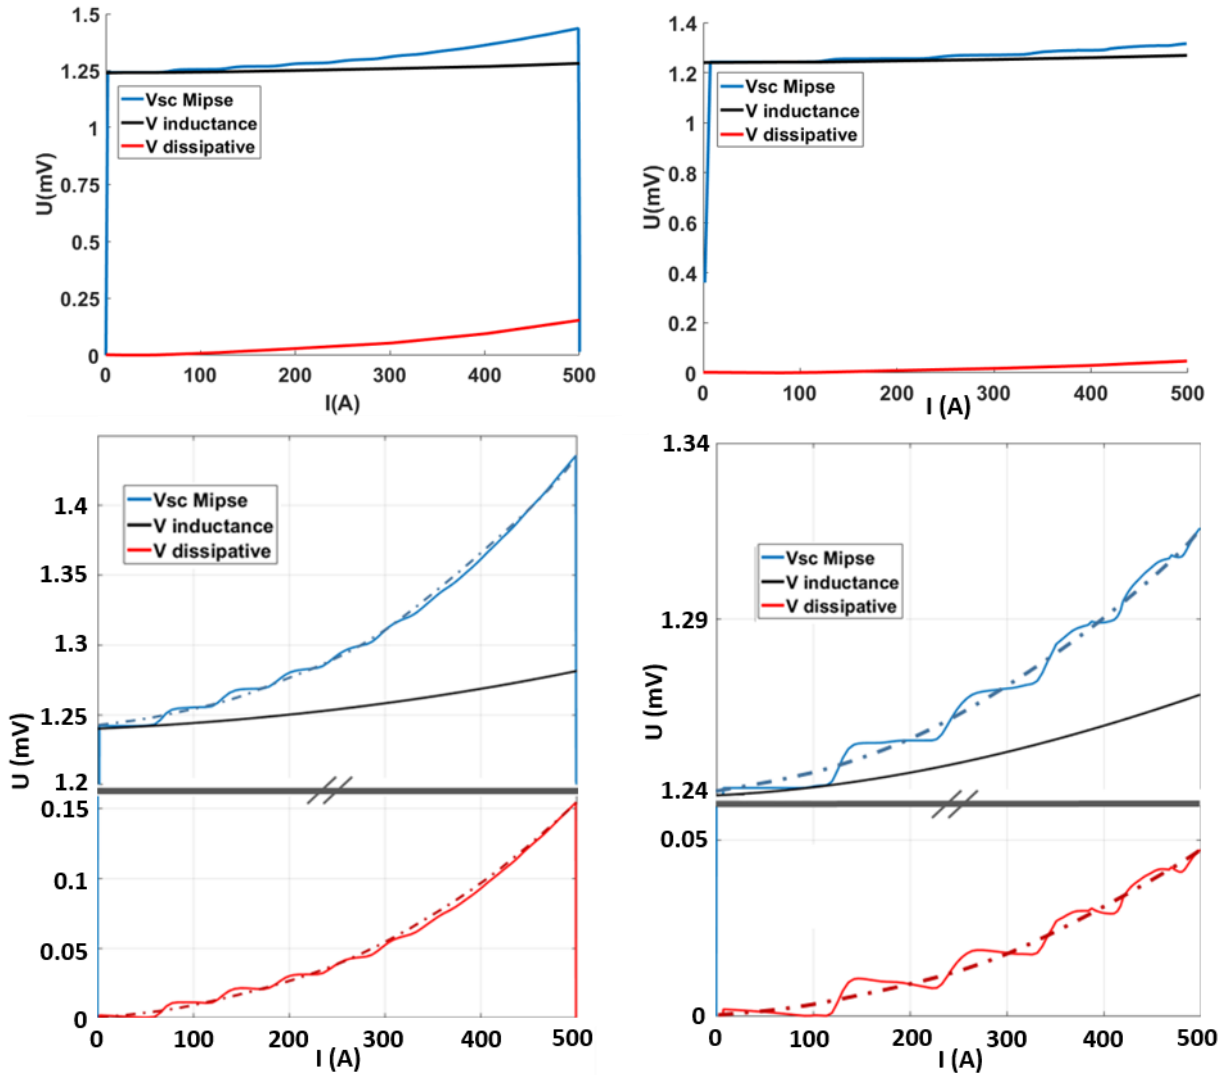 1.5
1.25
1
0.75
0.5
0.25
0
U(mV)
Vsc Mipse
V inductance
V dissipative
0 100 200 300 400 500
I(A)
1.4
1.2
1
0.8
0.6
0.4
0.2
0
U(mV)
Vsc Mipse
V inductance
V dissipative
0 100 200 300 400 500
I (A)
1.4
1.35
1.3
1.25
1.2
0.15
0.1
0.05
0
U (mV)
Vsc Mipse
V inductance
V dissipative
0 100 200 300 400 500
I (A)
1.34
1.29
1.24
0.05
0
U (mV)
Vsc Mipse
V inductance
V dissipative
0 100 200 300 400 500
I (A)